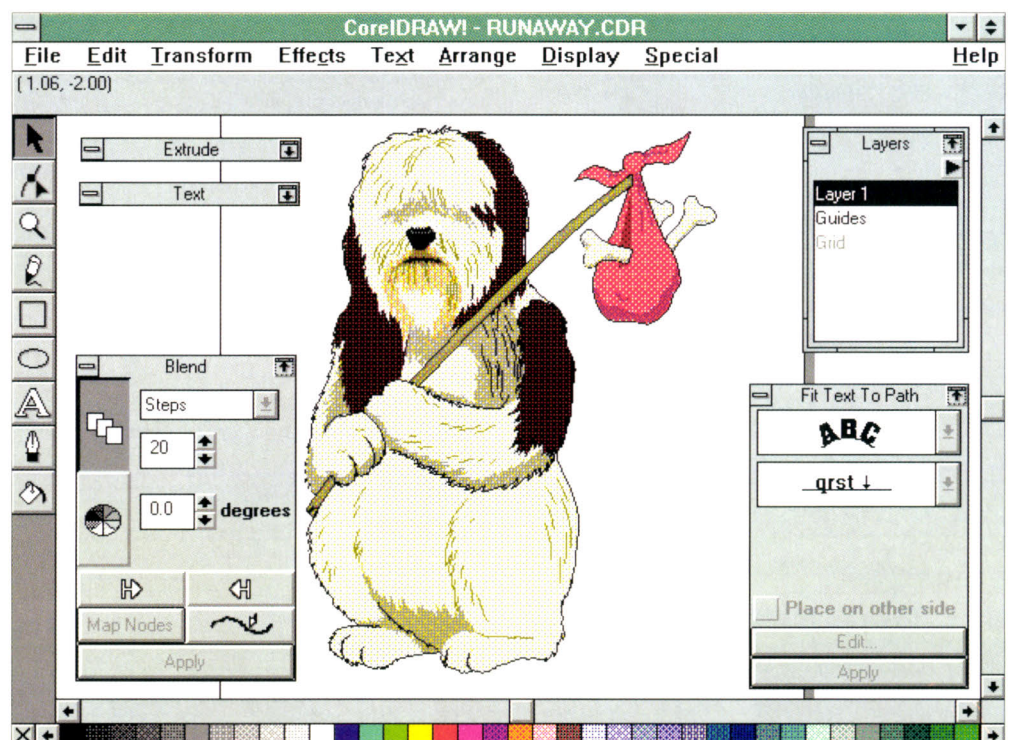 CorelDRAW! - RUNAWAY.CDR
File Edit Transform Effects Text Arrange Display Special Help
(1.06, -2.00)
Extrude
Text
Layers
Layer 1
Guides
Grid
Blend
Steps
20
0.0 degrees
Map Nodes
Apply
Fit Text To Path
ABC
qrst
Place on other side
Edit...
Apply